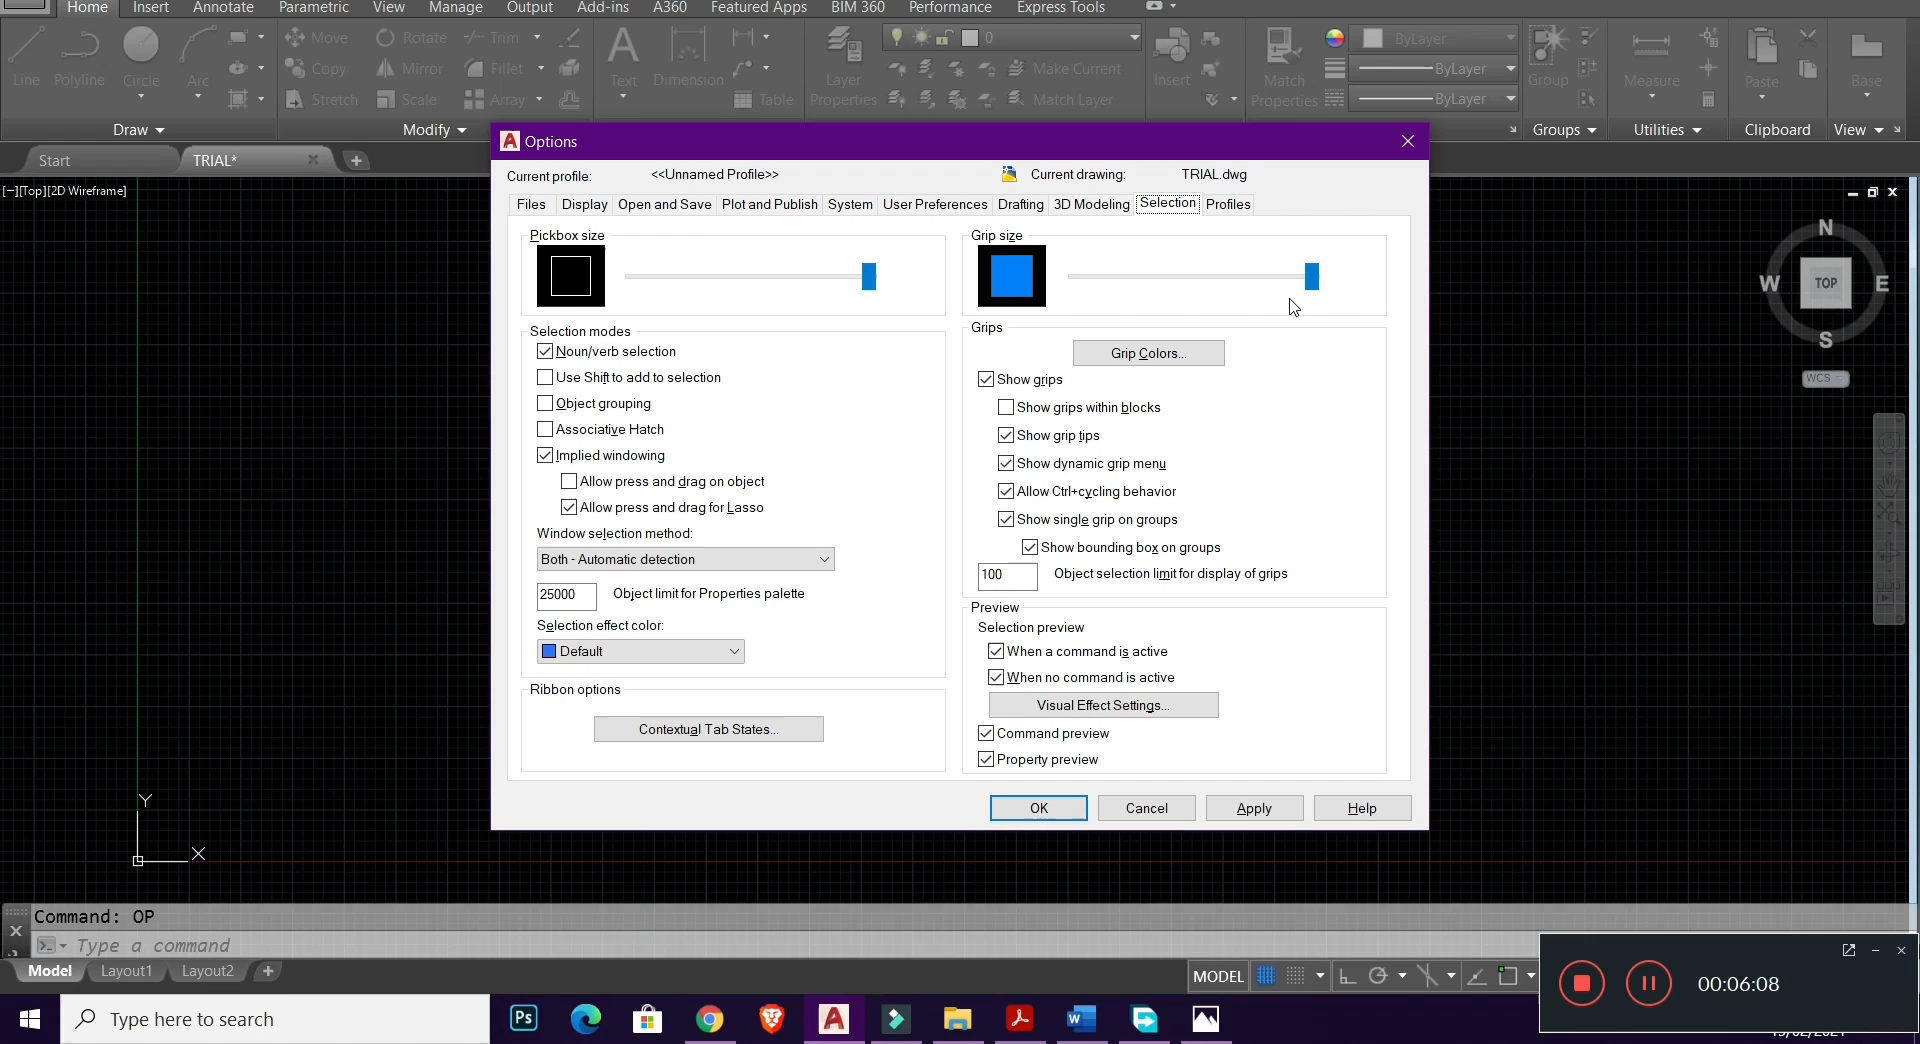 Home Insert Annotate Parametric View Manage Output Add-ins A360 Featured Apps BIM 360 Performance Express Tools
Line Polyline Circle Arc
Move Rotate Trim
Copy Mirror Fillet
Stretch Scale Array
Text Dimension Table
Layer Properties
0
Make Current
Match Layer
Insert
Match Properties
ByLayer
ByLayer
ByLayer
Group Measure Paste Base
Draw Modify Groups Utilities Clipboard View
Start TRIAL*
[−][Top][2D Wireframe]
Options
Current profile: <<Unnamed Profile>> Current drawing: TRIAL.dwg
Files Display Open and Save Plot and Publish System User Preferences Drafting 3D Modeling Selection Profiles
Pickbox size
Selection modes
Noun/verb selection
Use Shift to add to selection
Object grouping
Associative Hatch
Implied windowing
Allow press and drag on object
Allow press and drag for Lasso
Window selection method:
Both - Automatic detection
25000 Object limit for Properties palette
Selection effect color:
Default
Ribbon options
Contextual Tab States...
Grip size
Grips
Grip Colors...
Show grips
Show grips within blocks
Show grip tips
Show dynamic grip menu
Allow Ctrl+cycling behavior
Show single grip on groups
Show bounding box on groups
100 Object selection limit for display of grips
Preview
Selection preview
When a command is active
When no command is active
Visual Effect Settings...
Command preview
Property preview
OK Cancel Apply Help
N
W TOP E
S
WCS
Y
X
Command: OP
Type a command
Model Layout1 Layout2
MODEL
00:06:08
Type here to search
Ps